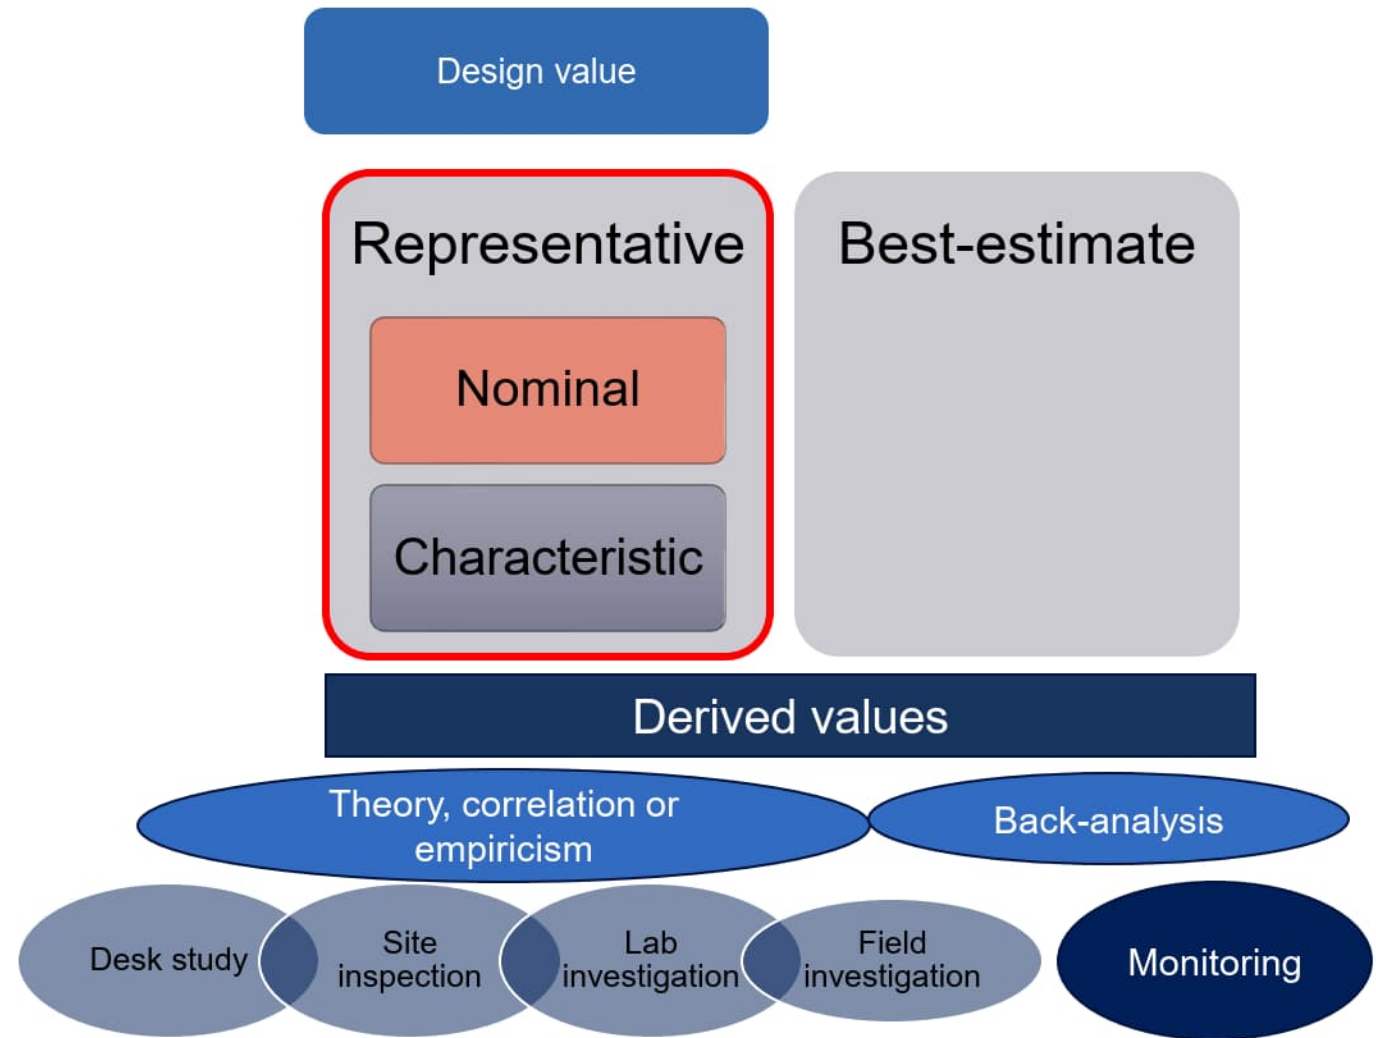 Design value
Representative
Best-estimate
Nominal
Characteristic
Derived values
Theory, correlation or
empiricism
Back-analysis
Desk study
Site
inspection
Lab
investigation
Field
investigation
Monitoring